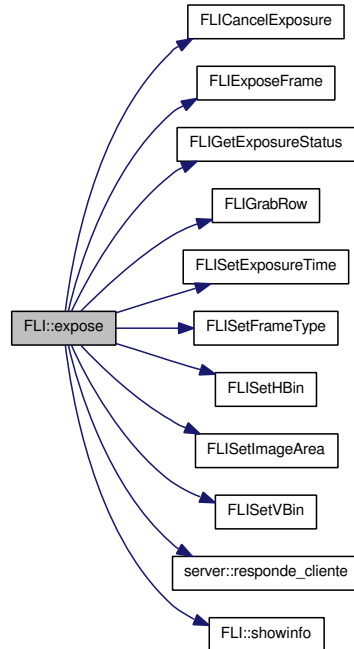 FLICancelExposure
FLIExposeFrame
FLIGetExposureStatus
FLIGrabRow
FLISetExposureTime
FLI::expose
FLISetFrameType
FLISetHBin
FLISetImageArea
FLISetVBin
server::responde_cliente
FLI::showinfo